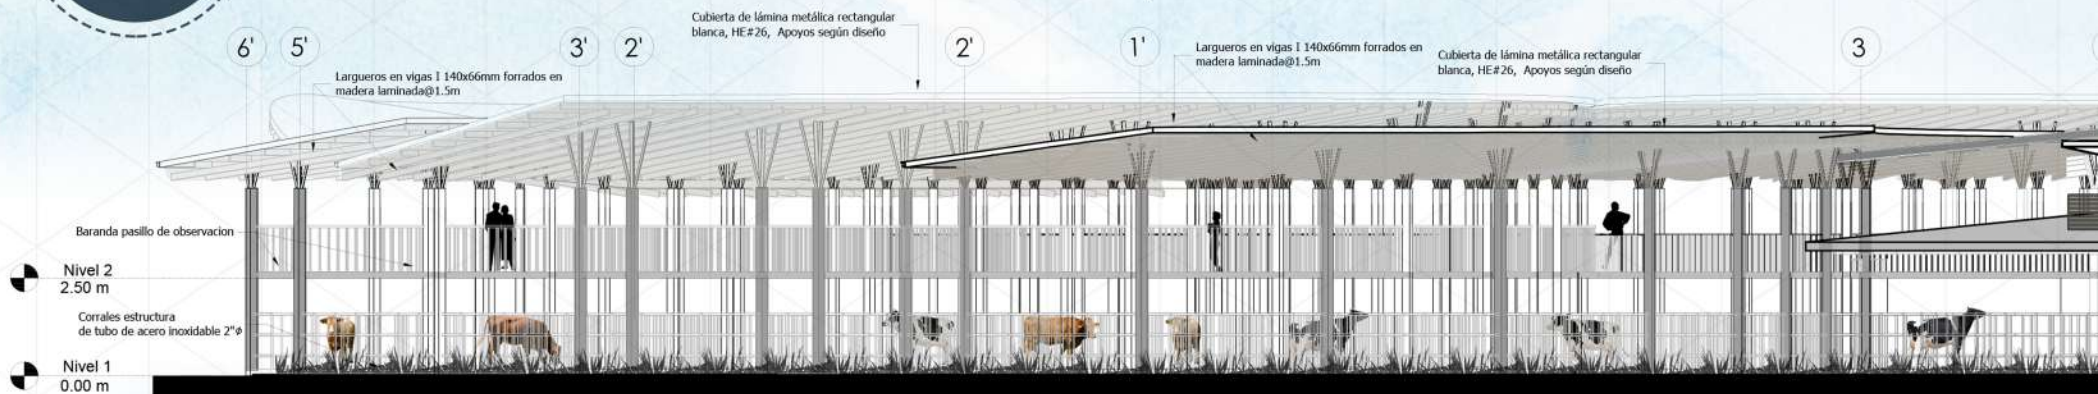 6'
5'
3'
2'
2'
1'
3
Cubierta de lámina metálica rectangular
blanca, HE#26, Apoyos según diseño
Largueros en vigas I 140x66mm forrados en
madera laminada@1.5m
Largueros en vigas I 140x66mm forrados en
madera laminada@1.5m
Cubierta de lámina metálica rectangular
blanca, HE#26, Apoyos según diseño
Baranda pasillo de observacion
Nivel 2
2.50 m
Corrales estructura
de tubo de acero inoxidable 2"ø
Nivel 1
0.00 m